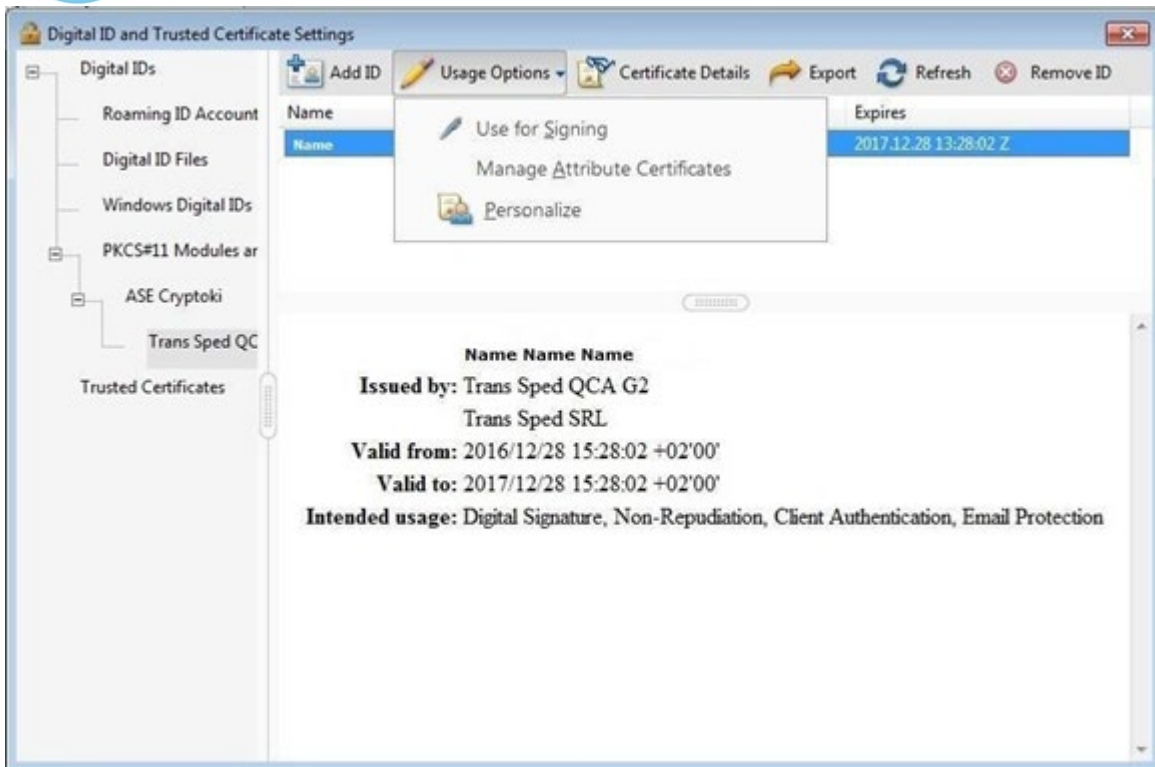 Digital ID and Trusted Certificate Settings
Digital IDs
Roaming ID Account
Digital ID Files
Windows Digital IDs
PKCS#11 Modules ar
ASE Cryptoki
Trans Sped QC
Trusted Certificates
Add ID Usage Options Certificate Details Export Refresh Remove ID
Name Expires
Name 2017.12.28 13:28:02 Z
Use for Signing
Manage Attribute Certificates
Personalize
Name Name Name
Issued by: Trans Sped QCA G2
Trans Sped SRL
Valid from: 2016/12/28 15:28:02 +02'00'
Valid to: 2017/12/28 15:28:02 +02'00'
Intended usage: Digital Signature, Non-Repudiation, Client Authentication, Email Protection